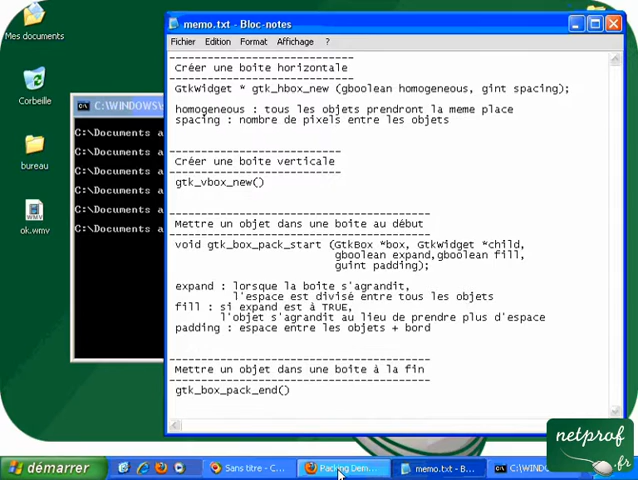 Mes documents
Corbeille
bureau
ok.wmv
C:\WINDOWS\s
C:\Documents a
C:\Documents a
C:\Documents a
C:\Documents a
C:\Documents a
C:\Documents a
memo.txt - Bloc-notes
Fichier Edition Format Affichage ?
-----------------------------
Créer une boite horizontale
-----------------------------
GtkWidget * gtk_hbox_new (gboolean homogeneous, gint spacing);
homogeneous : tous les objets prendront la meme place
spacing : nombre de pixels entre les objets
---------------------------
Créer une boite verticale
---------------------------
gtk_vbox_new()
------------------------------------------
Mettre un objet dans une boite au début
------------------------------------------
void gtk_box_pack_start (GtkBox *box, GtkWidget *child,
gboolean expand,gboolean fill,
guint padding);
expand : lorsque la boite s'agrandit,
l'espace est divisé entre tous les objets
fill : si expand est à TRUE,
l'objet s'agrandit au lieu de prendre plus d'espace
padding : espace entre les objets + bord
------------------------------------------
Mettre un objet dans une boite à la fin
------------------------------------------
gtk_box_pack_end()
netprof
.fr
démarrer
Sans titre - C...
Packing Dem...
memo.txt - B...
C:\WINDO